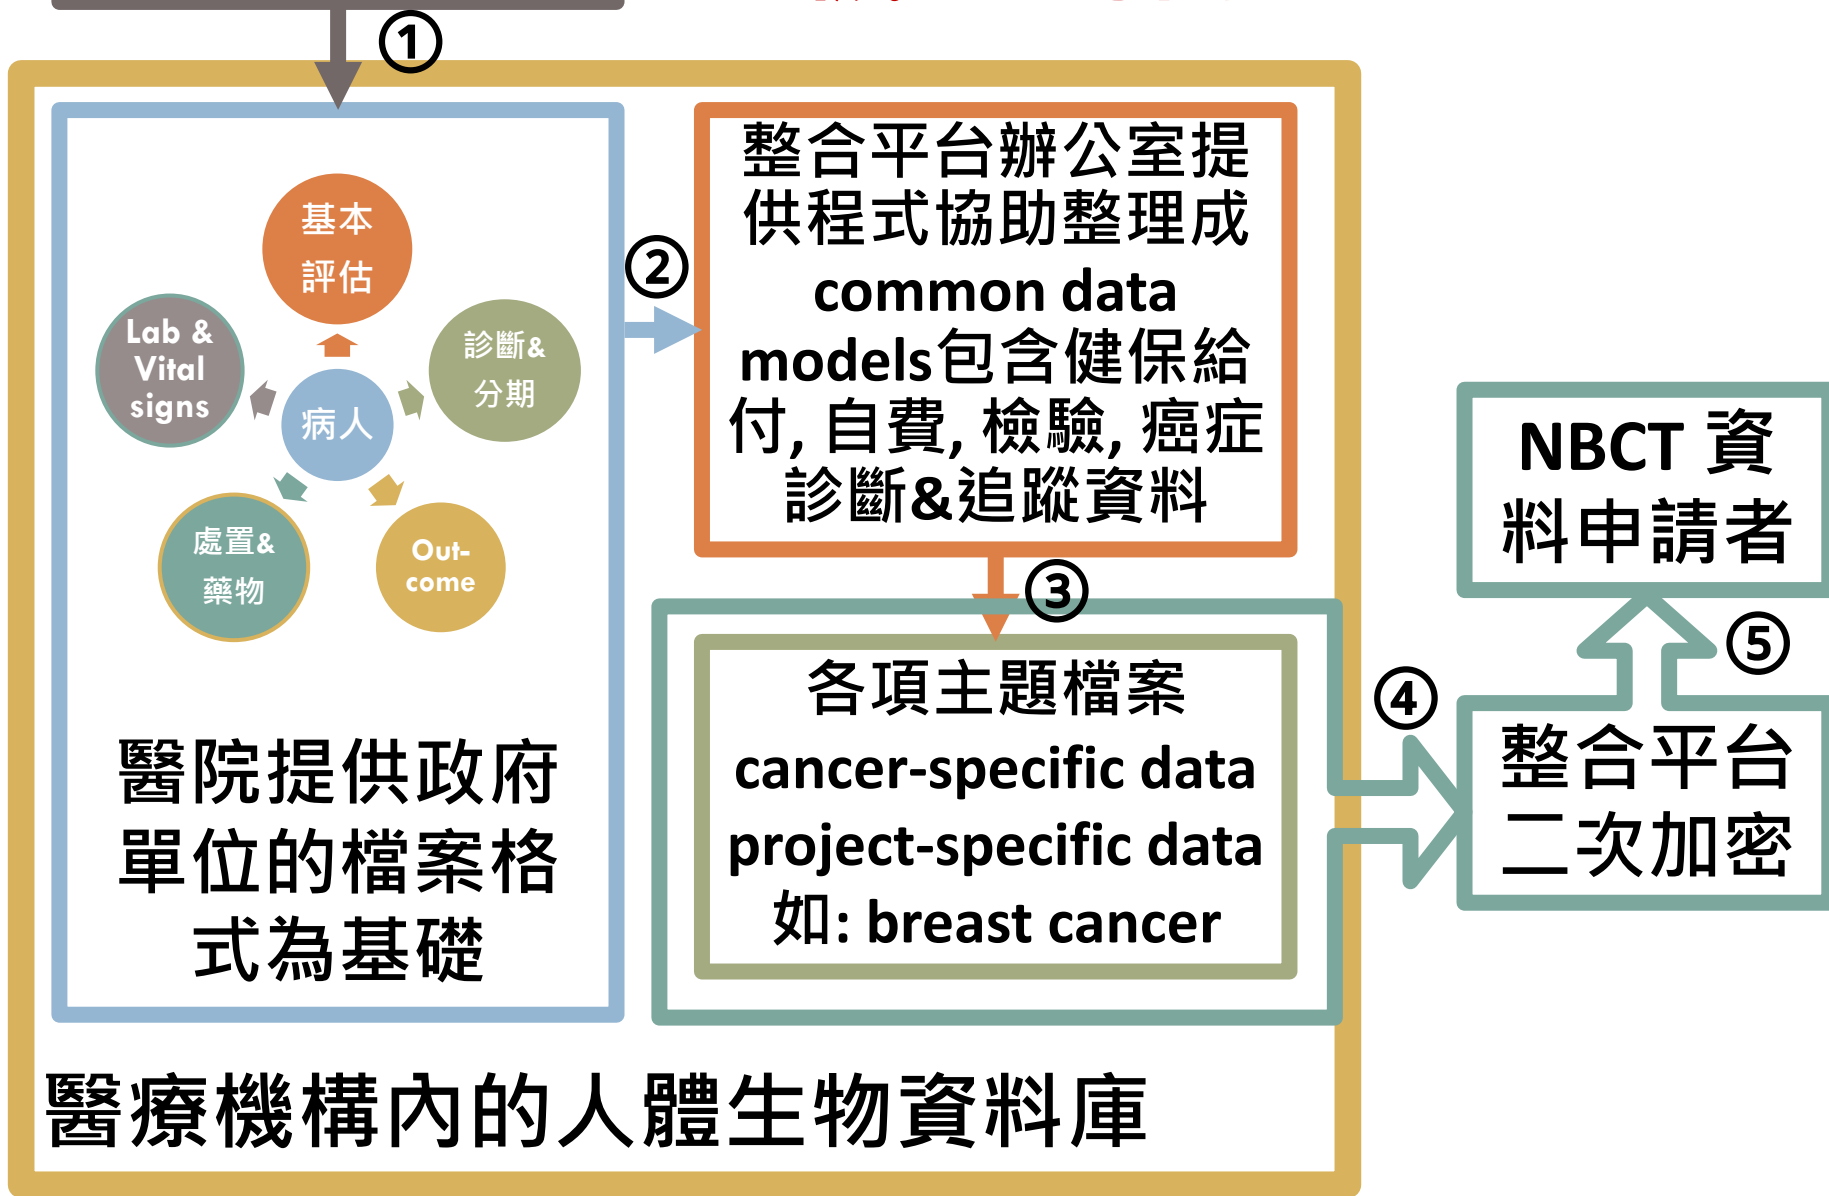 ①
基本
評估
Lab &
Vital
signs
診斷&
分期
病人
處置&
藥物
Out-
come
醫院提供政府
單位的檔案格
式為基礎
②
整合平台辦公室提
供程式協助整理成
common data
models包含健保給
付, 自費, 檢驗, 癌症
診斷&追蹤資料
③
各項主題檔案
cancer-specific data
project-specific data
如: breast cancer
④
整合平台
二次加密
⑤
NBCT 資
料申請者
醫療機構內的人體生物資料庫